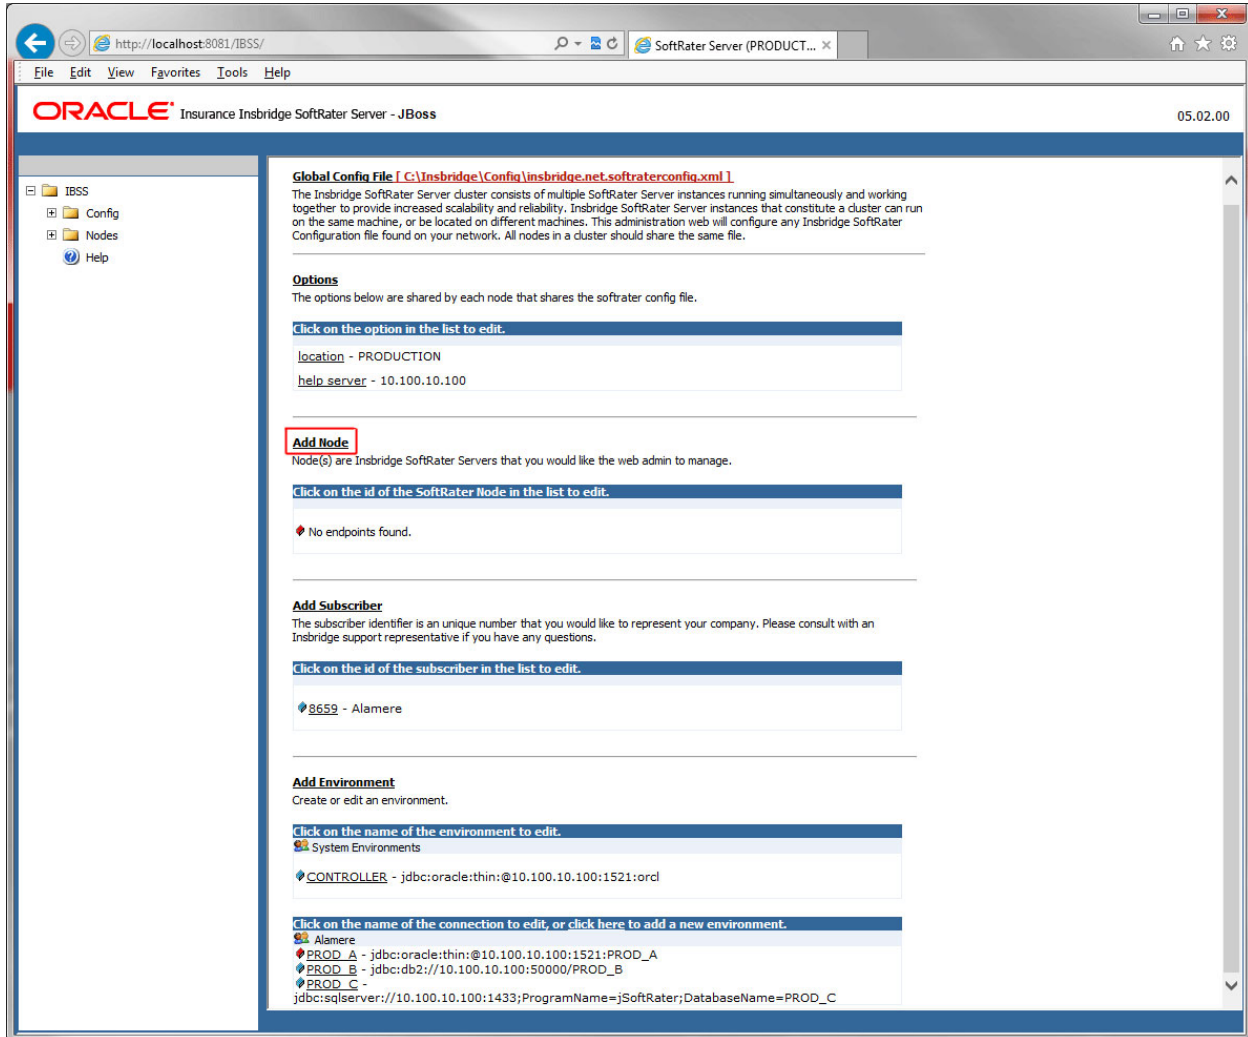 http://localhost:8081/IBSS/
SoftRater Server (PRODUCT...
File Edit View Favorites Tools Help
ORACLE Insurance Insbridge SoftRater Server - JBoss
05.02.00
IBSS
Config
Nodes
Help
Global Config File [ C:\Insbridge\Config\insbridge.net.softraterconfig.xml ]
The Insbridge SoftRater Server cluster consists of multiple SoftRater Server instances running simultaneously and working
together to provide increased scalability and reliability. Insbridge SoftRater Server instances that constitute a cluster can run
on the same machine, or be located on different machines. This administration web will configure any Insbridge SoftRater
Configuration file found on your network. All nodes in a cluster should share the same file.
Options
The options below are shared by each node that shares the softrater config file.
Click on the option in the list to edit.
location - PRODUCTION
help server - 10.100.10.100
Add Node
Node(s) are Insbridge SoftRater Servers that you would like the web admin to manage.
Click on the id of the SoftRater Node in the list to edit.
No endpoints found.
Add Subscriber
The subscriber identifier is an unique number that you would like to represent your company. Please consult with an
Insbridge support representative if you have any questions.
Click on the id of the subscriber in the list to edit.
8659 - Alamere
Add Environment
Create or edit an environment.
Click on the name of the environment to edit.
System Environments
CONTROLLER - jdbc:oracle:thin:@10.100.10.100:1521:orcl
Click on the name of the connection to edit, or click here to add a new environment.
Alamere
PROD_A - jdbc:oracle:thin:@10.100.10.100:1521:PROD_A
PROD_B - jdbc:db2://10.100.10.100:50000/PROD_B
PROD_C -
jdbc:sqlserver://10.100.10.100:1433;ProgramName=jSoftRater;DatabaseName=PROD_C